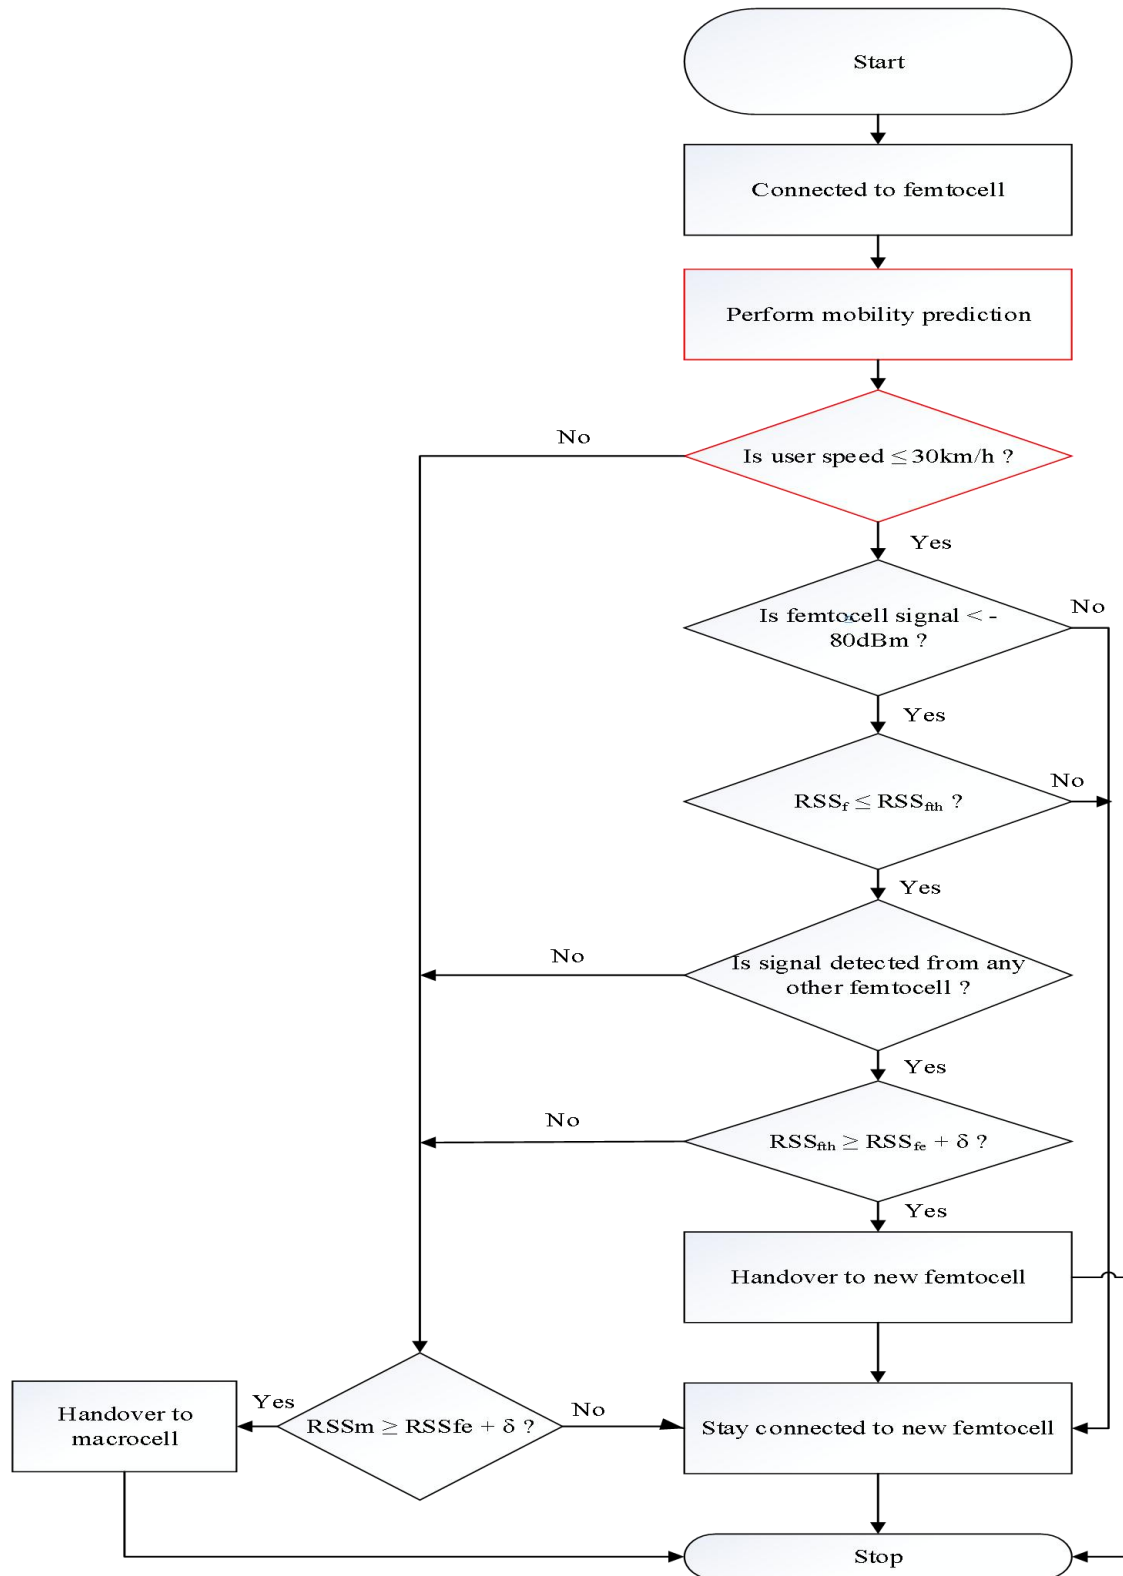 Start
Connected to femtocell
Perform mobility prediction
No
Is user speed ≤30km/h ?
Yes
Is femtocell signal < -
80dBm ?
No
Yes
RSSf ≤ RSSfth ?
No
Yes
No
Is signal detected from any
other femtocell ?
Yes
No
RSSfth ≥ RSSfe + δ ?
Yes
Handover to new femtocell
Handover to
macrocell
Yes
RSSm ≥ RSSfe + δ ?
No
Stay connected to new femtocell
Stop